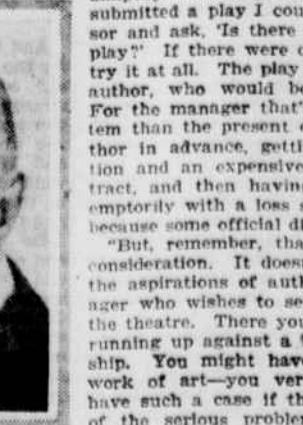 submitted a play I cou
sor and ask, 'Is there
play?' If there were
try it at all. The play
author, who would be
For the manager that'
tem than the present
thor in advance, getti
tion and an expensive
tract, and then having
emptorily with a loss
because some official di
"But, remember, tha
consideration. It does
the aspirations of auth
ager who wishes to se
the theatre. There you
running up against a
ship. You might have
work of art—you ver
have such a case if th
of the serious problem